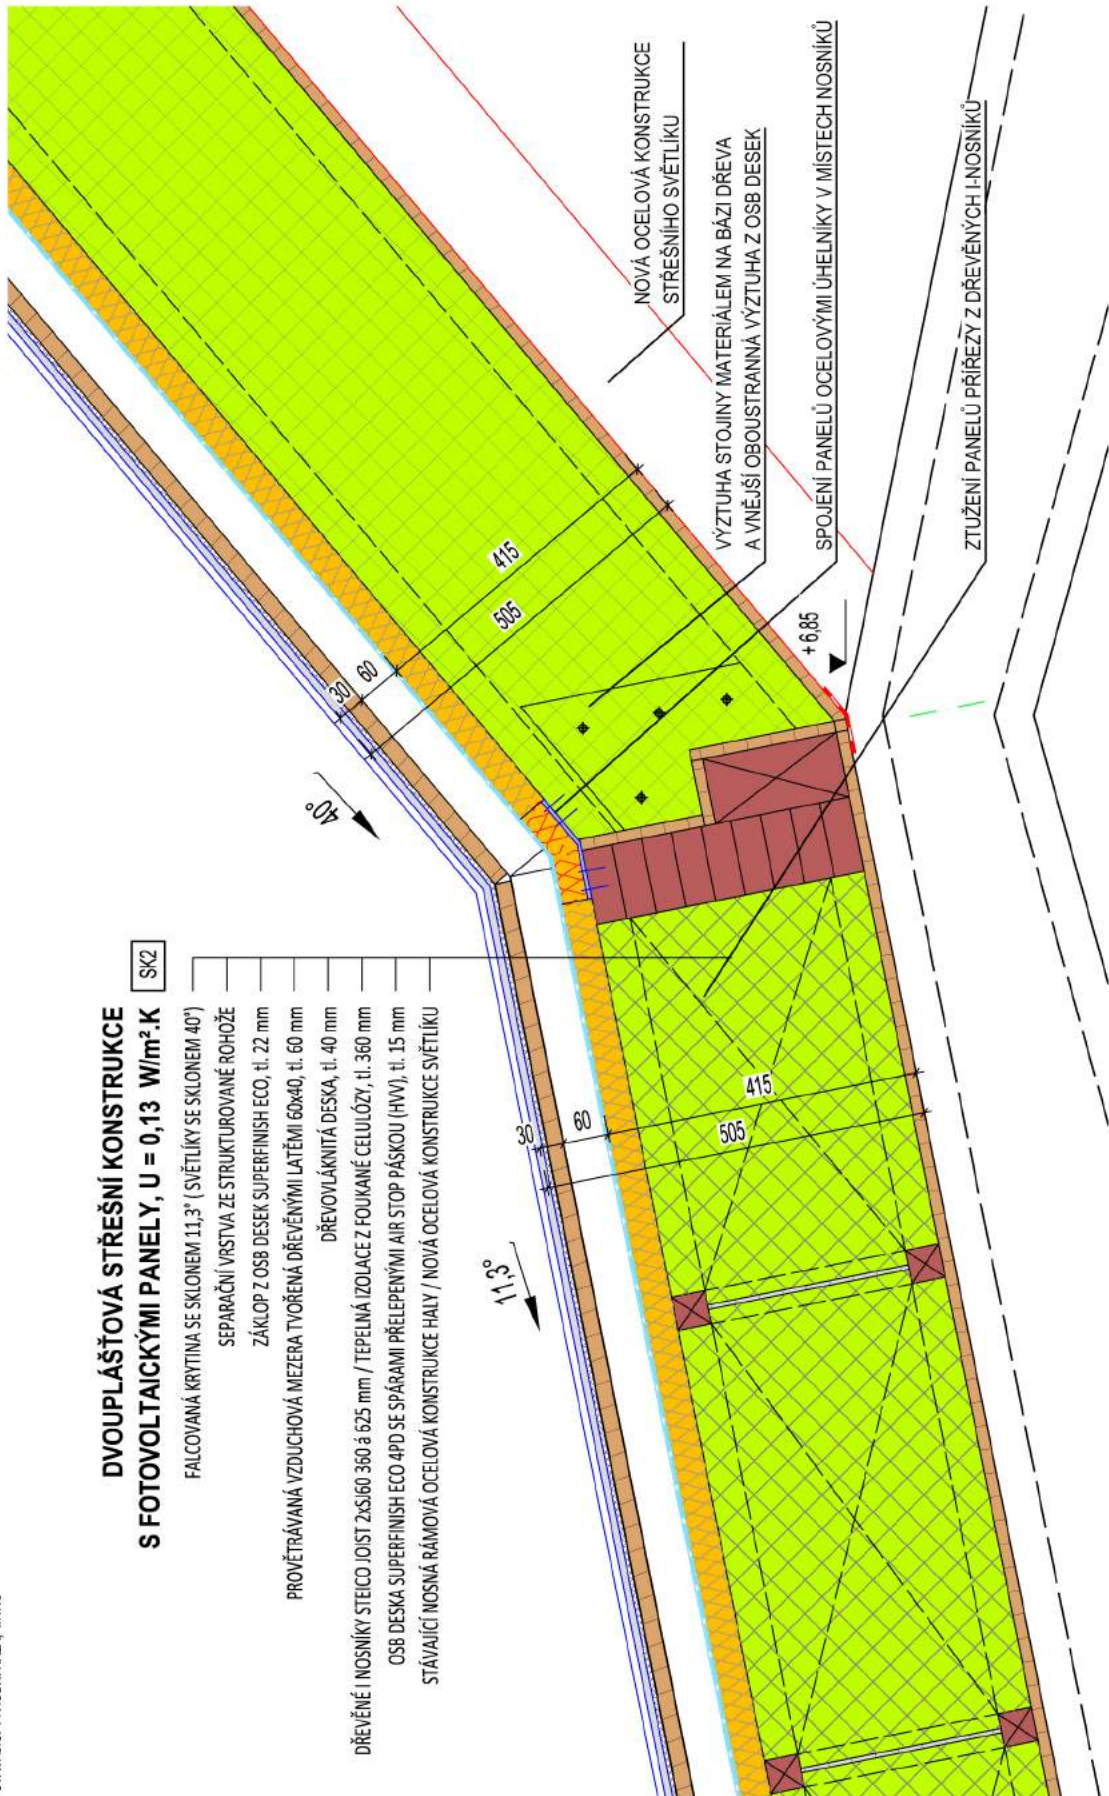 DVOUPLÁŠŤOVÁ STŘEŠNÍ KONSTRUKCE
S FOTOVOLTAICKÝMI PANELY, U = 0,13 W/m².K
SK2
FALCOVANÁ KRYTINA SE SKLONEM 11,3° ( SVĚTLÍKY SE SKLONEM 40°)
SEPARAČNÍ VRSTVA ZE STRUKTUROVANÉ ROHOŽE
ZÁKLOP Z OSB DESEK SUPERFINISH ECO, tl. 22 mm
PROVĚTRÁVANÁ VZDUCHOVÁ MEZERA TVOŘENÁ DŘEVĚNÝMI LATĚMI 60x40, tl. 60 mm
DŘEVOVLÁKNITÁ DESKA, tl. 40 mm
DŘEVĚNÉ I NOSNÍKY STEICO JOIST 2xSJ60 360 á 625 mm / TEPELNÁ IZOLACE Z FOUKANÉ CELULÓZY, tl. 360 mm
OSB DESKA SUPERFINISH ECO 4PD SE SPÁRAMI PŘELEPENÝMI AIR STOP PÁSKOU (HVV), tl. 15 mm
STÁVAJÍCÍ NOSNÁ RÁMOVÁ OCELOVÁ KONSTRUKCE HALY / NOVÁ OCELOVÁ KONSTRUKCE SVĚTLÍKU
40°
11,3°
30
60
415
505
30
60
415
505
+6,85
NOVÁ OCELOVÁ KONSTRUKCE
STŘEŠNÍHO SVĚTLÍKU
VÝZTUHA STOJINY MATERIÁLEM NA BÁZI DŘEVA
A VNĚJŠÍ OBOUSTRANNÁ VÝZTUHA Z OSB DESEK
SPOJENÍ PANELŮ OCELOVÝMI ÚHELNÍKY V MÍSTECH NOSNÍKŮ
ZTUŽENÍ PANELŮ PŘÍŘEZY Z DŘEVĚNÝCH I-NOSNÍKŮ